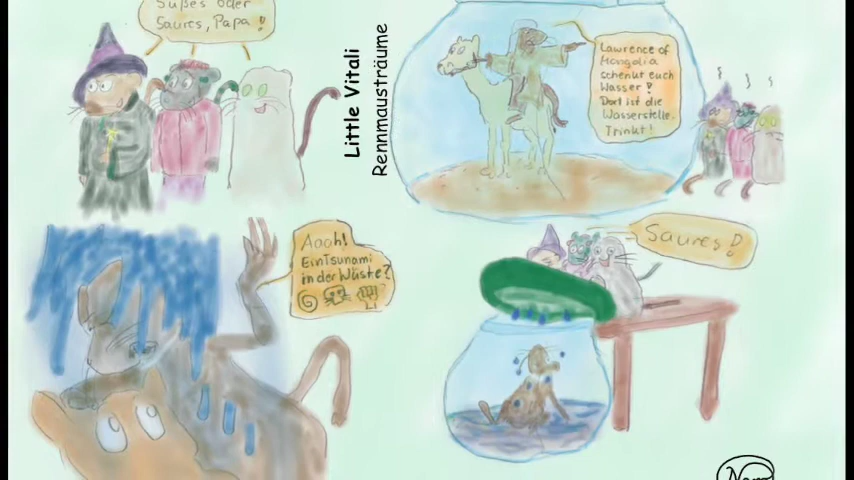 Süßes oder
Saures, Papa!
Little Vitali
Rennmausträume
Lawrence of
Mongolia
schenkt euch
Wasser!
Dort ist die
Wasserstelle.
Trinkt!
Aaah!
Ein Tsunami
in der Wüste?
Saures!